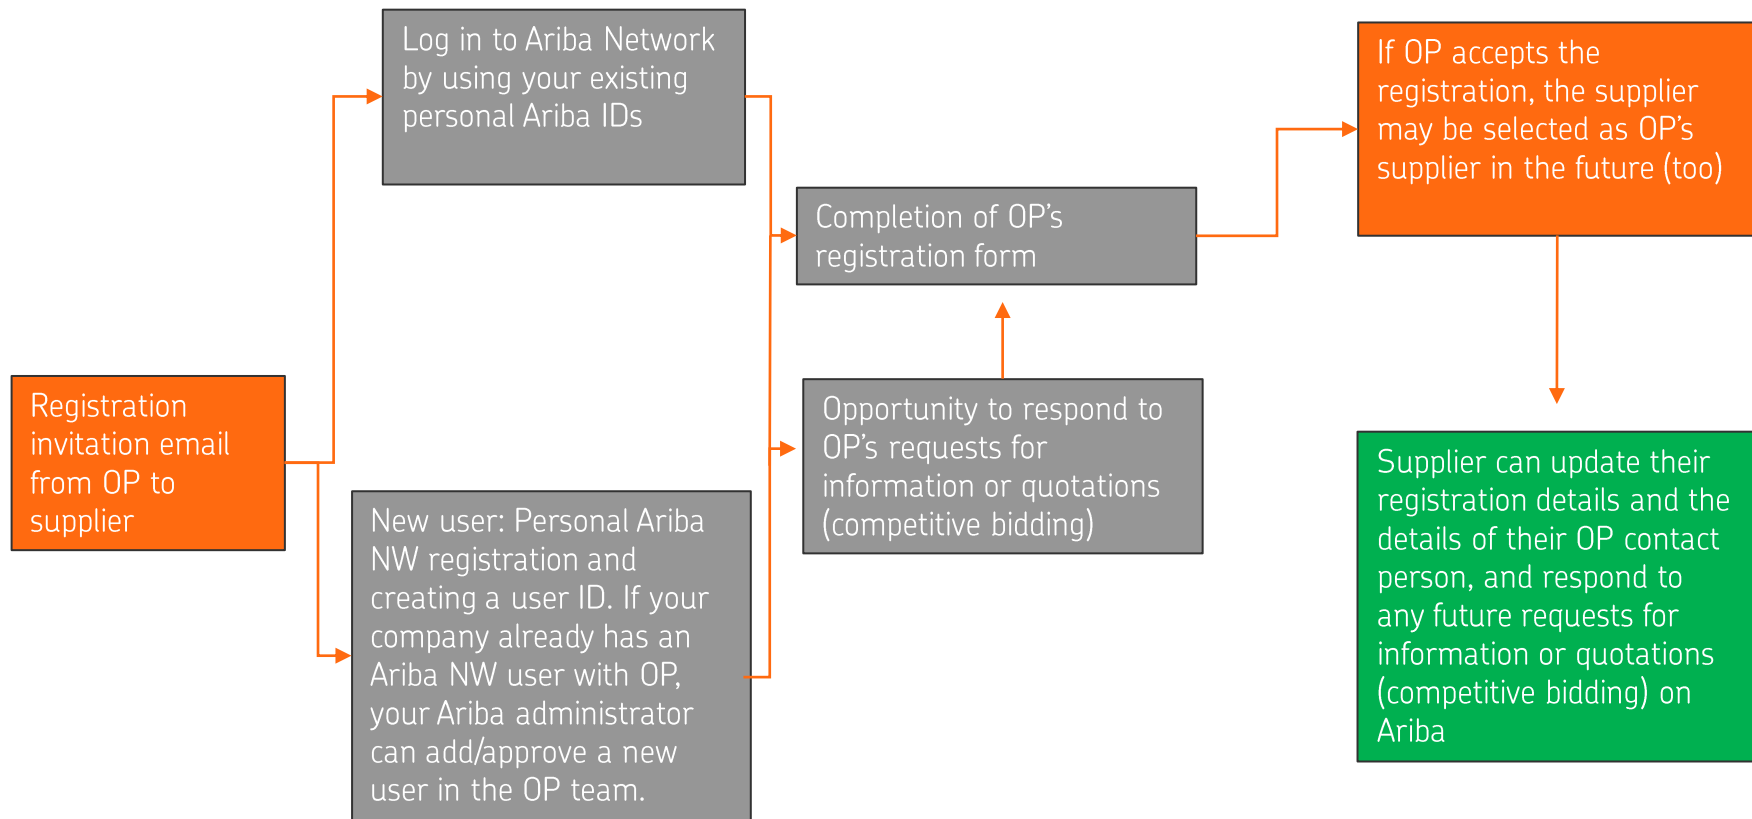 Registration
invitation email
from OP to
supplier
Log in to Ariba Network
by using your existing
personal Ariba IDs
New user: Personal Ariba
NW registration and
creating a user ID. If your
company already has an
Ariba NW user with OP,
your Ariba administrator
can add/approve a new
user in the OP team.
Completion of OP's
registration form
Opportunity to respond to
OP's requests for
information or quotations
(competitive bidding)
If OP accepts the
registration, the supplier
may be selected as OP's
supplier in the future (too)
Supplier can update their
registration details and the
details of their OP contact
person, and respond to
any future requests for
information or quotations
(competitive bidding) on
Ariba